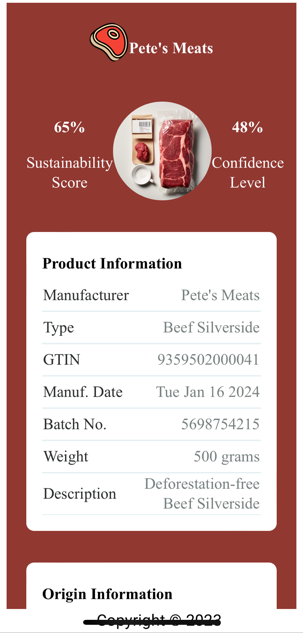 Pete's Meats
65%
Sustainability
Score
48%
Confidence
Level
Product Information
Manufacturer Pete's Meats
Type Beef Silverside
GTIN 9359502000041
Manuf. Date Tue Jan 16 2024
Batch No. 5698754215
Weight 500 grams
Description Deforestation-free
Beef Silverside
Origin Information
Copyright © 2023